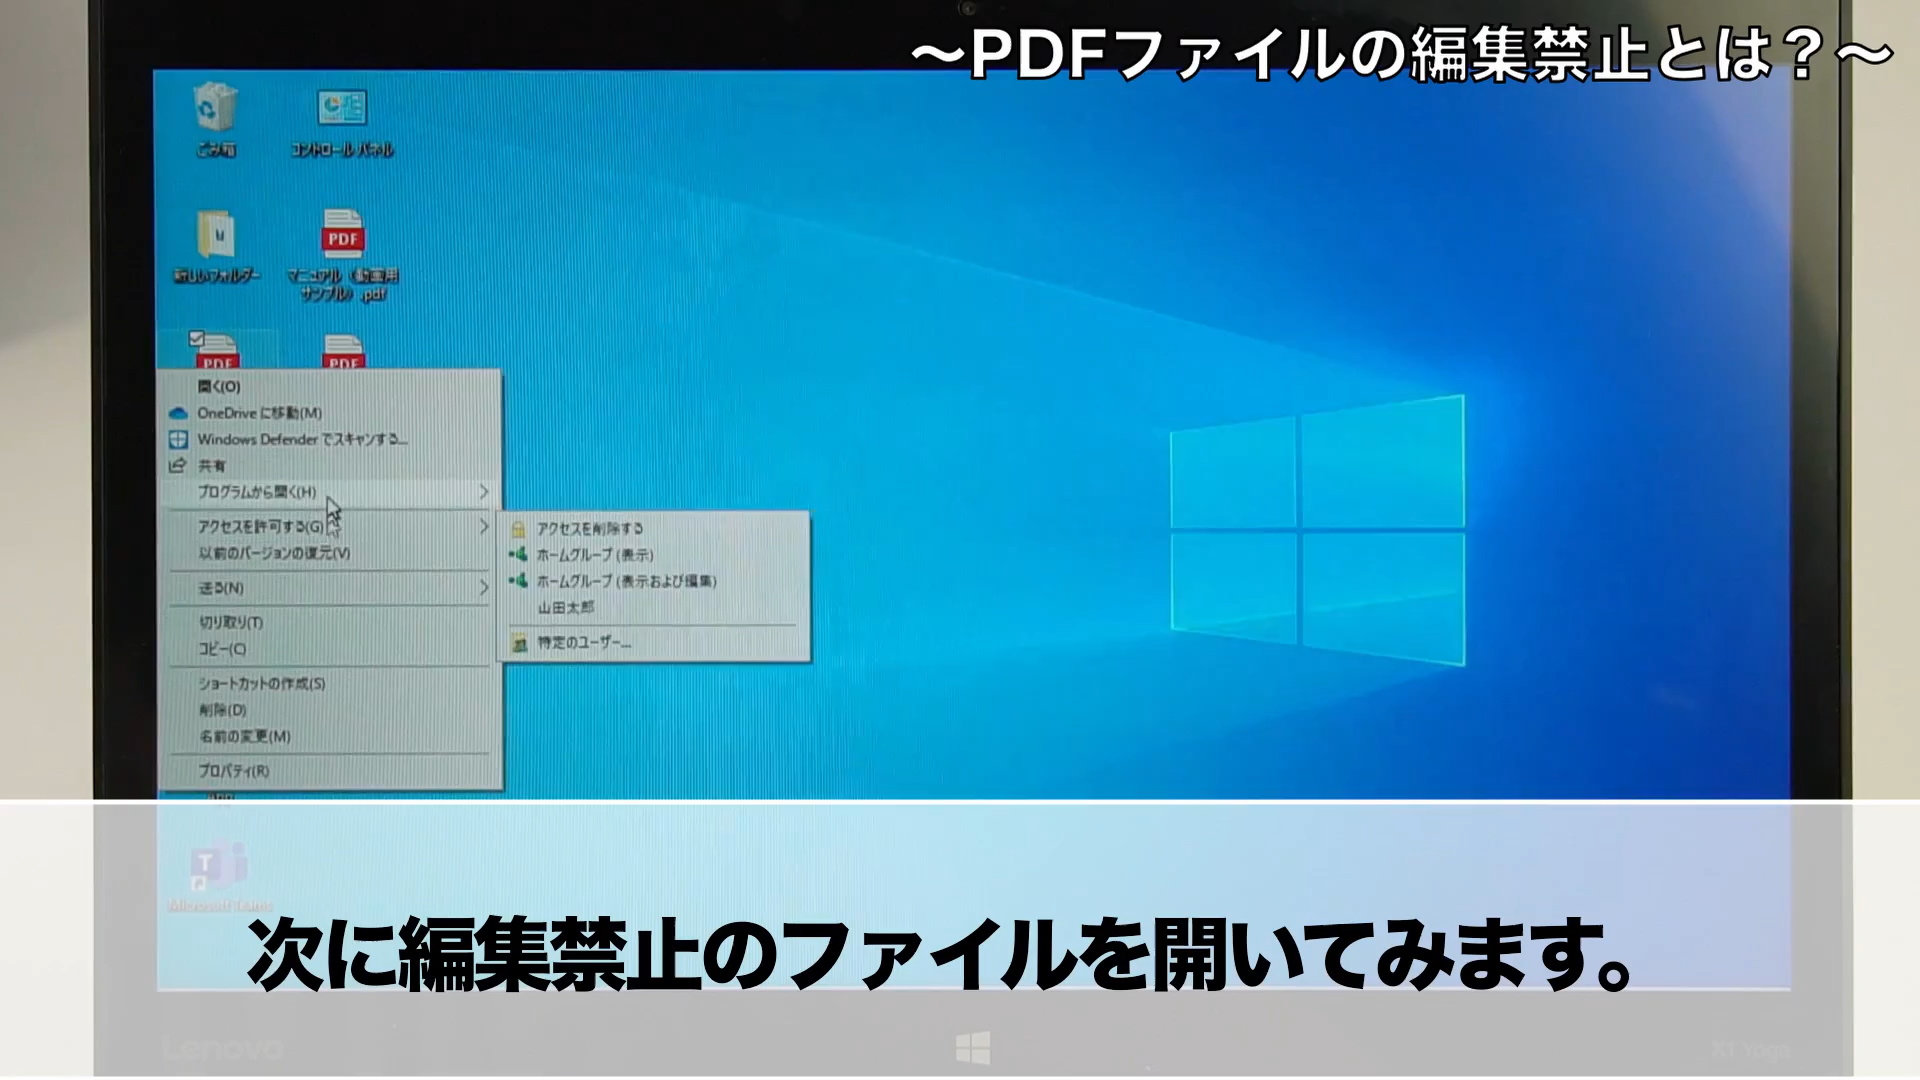 ～PDFファイルの編集禁止とは？～
ごみ箱
コントロール パネル
新しいフォルダー
PDF
マニュアル（動画用
サンプル）.pdf
PDF
PDF
開く(O)
OneDrive に移動(M)
Windows Defender でスキャンする...
共有
プログラムから開く(H)
アクセスを許可する(G)
以前のバージョンの復元(V)
送る(N)
切り取り(T)
コピー(C)
ショートカットの作成(S)
削除(D)
名前の変更(M)
プロパティ(R)
アクセスを削除する
ホームグループ (表示)
ホームグループ (表示および編集)
山田太郎
特定のユーザー...
T
Microsoft Teams
次に編集禁止のファイルを開いてみます。
Lenovo
X1 Yoga